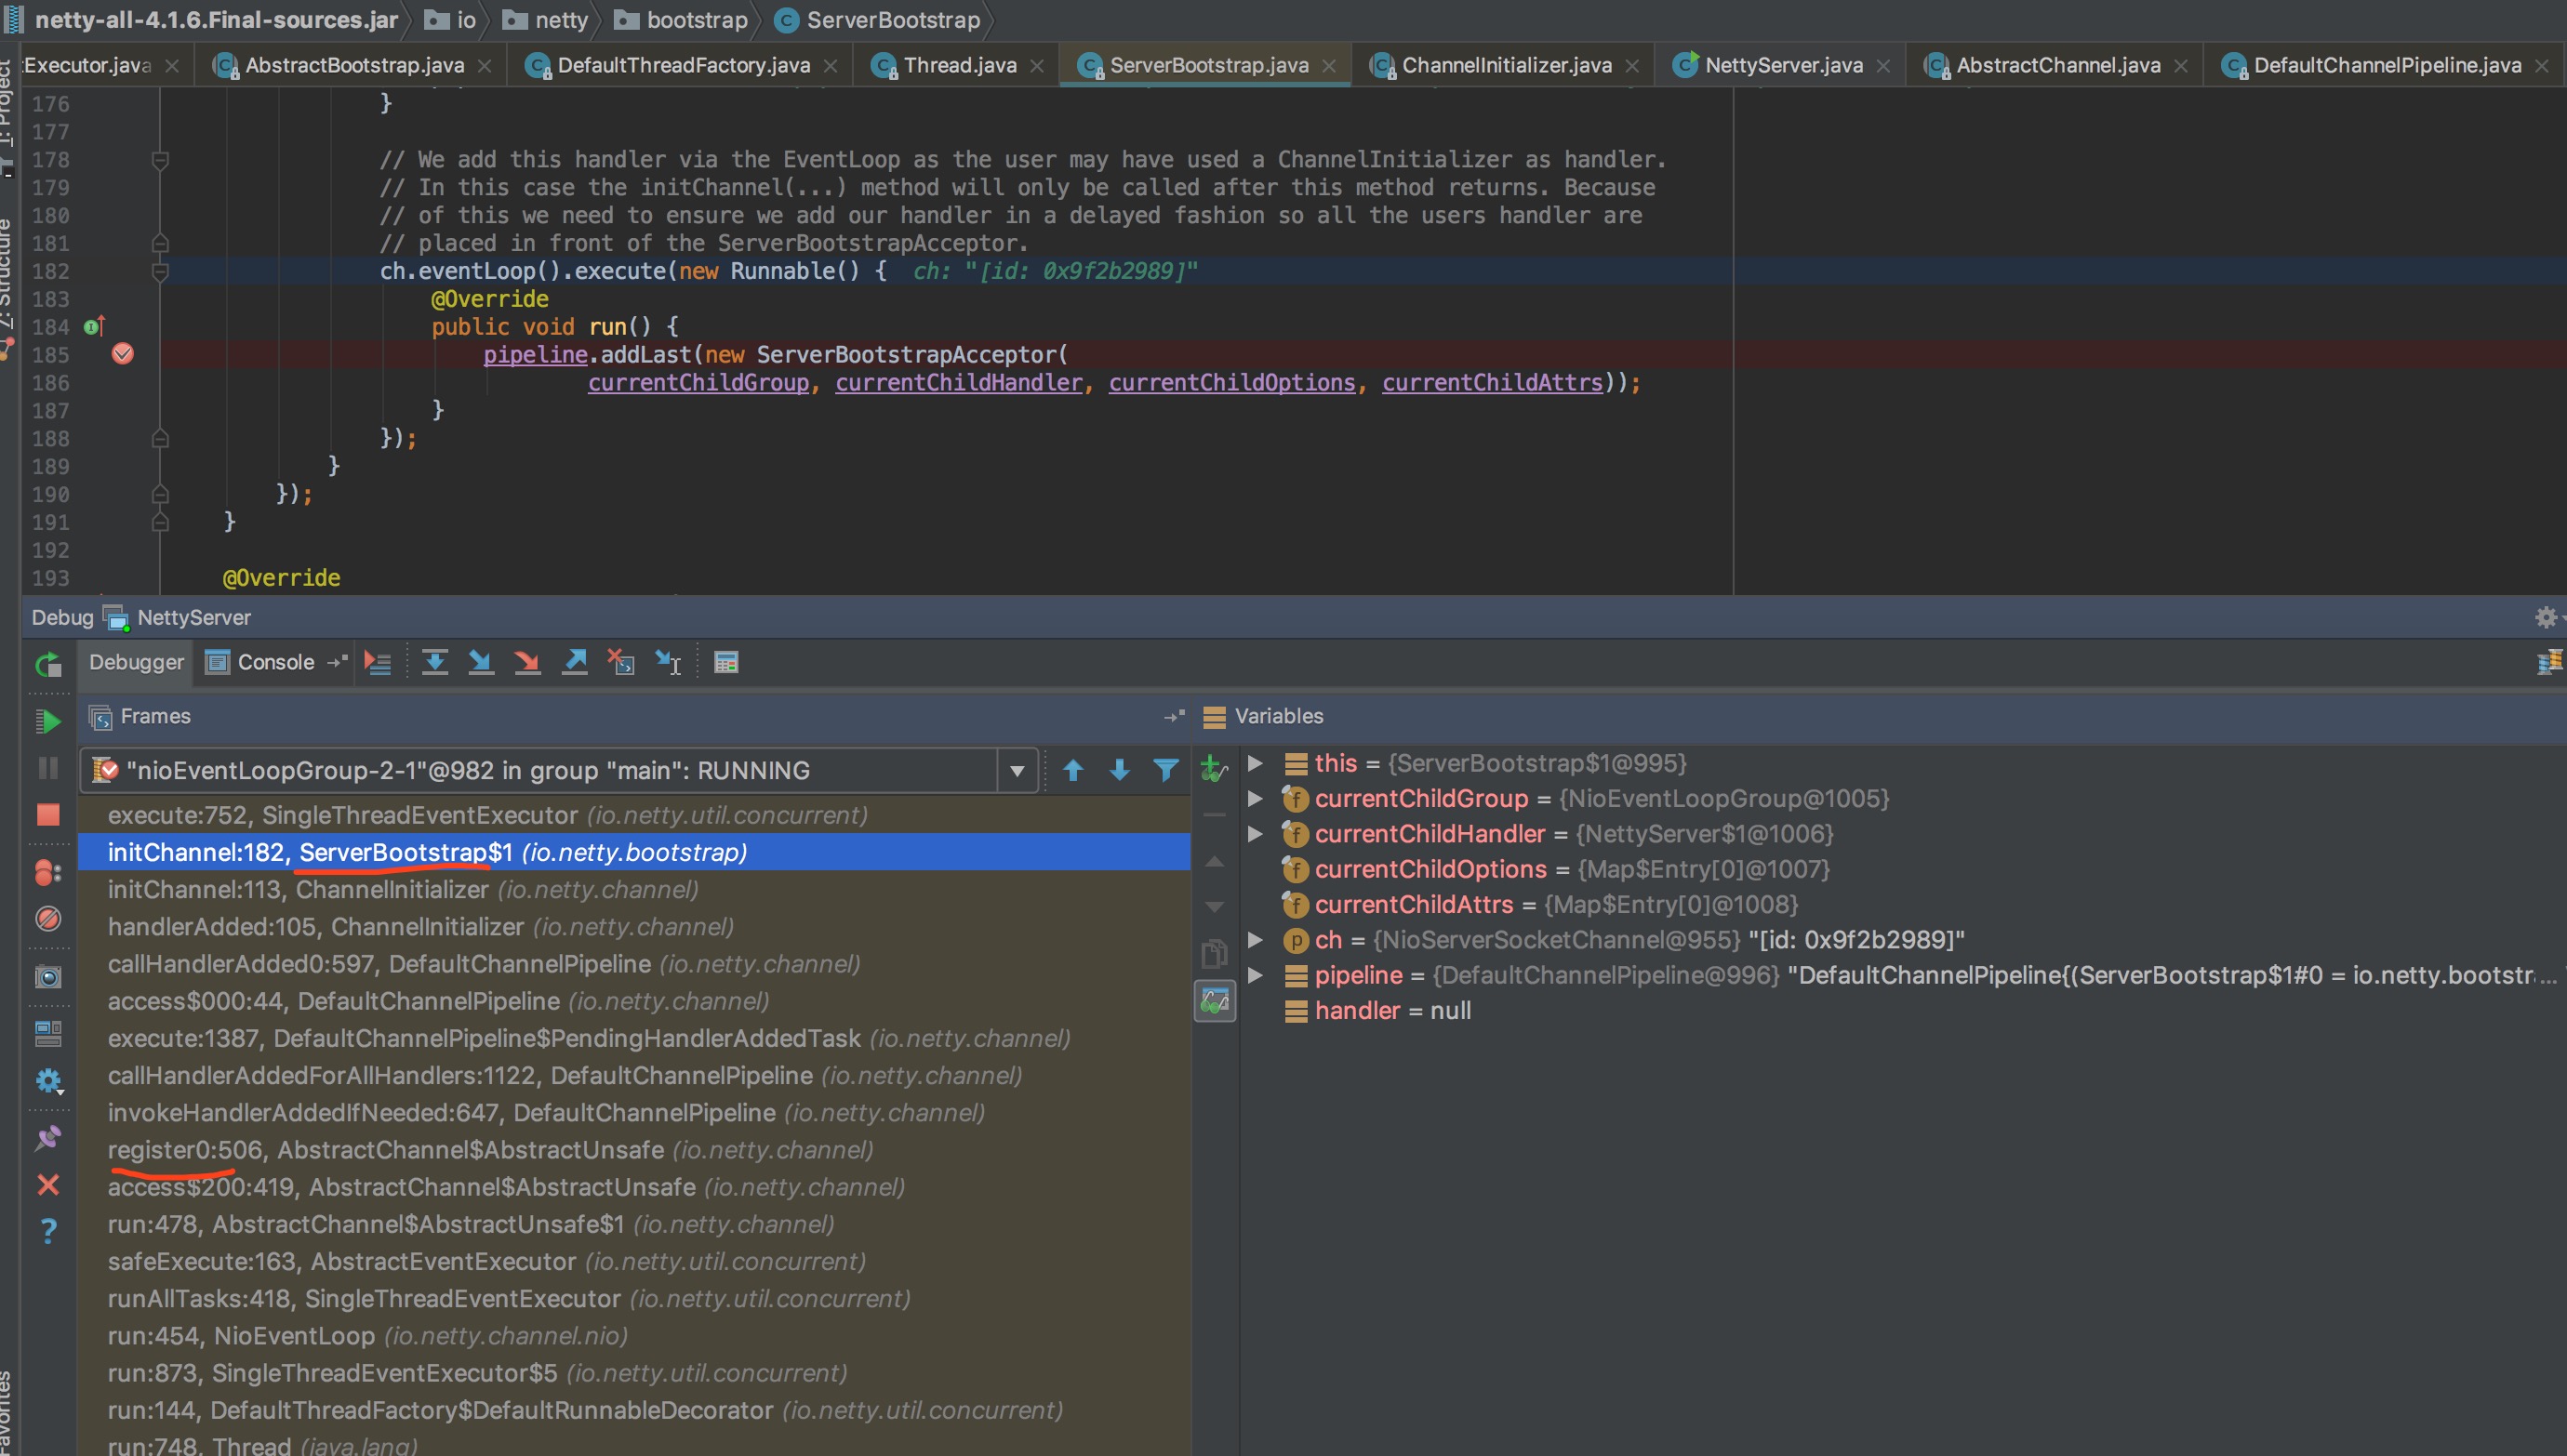 netty-all-4.1.6.Final-sources.jar io netty bootstrap ServerBootstrap
Executor.java AbstractBootstrap.java DefaultThreadFactory.java Thread.java ServerBootstrap.java ChannelInitializer.java NettyServer.java AbstractChannel.java DefaultChannelPipeline.java
1: Project
7: Structure
Favorites
176 }
177
178 // We add this handler via the EventLoop as the user may have used a ChannelInitializer as handler.
179 // In this case the initChannel(...) method will only be called after this method returns. Because
180 // of this we need to ensure we add our handler in a delayed fashion so all the users handler are
181 // placed in front of the ServerBootstrapAcceptor.
182 ch.eventLoop().execute(new Runnable() { ch: "[id: 0x9f2b2989]"
183 @Override
184 public void run() {
185 pipeline.addLast(new ServerBootstrapAcceptor(
186 currentChildGroup, currentChildHandler, currentChildOptions, currentChildAttrs));
187 }
188 });
189 }
190 });
191 }
192
193 @Override
Debug NettyServer
Debugger Console
Frames
"nioEventLoopGroup-2-1"@982 in group "main": RUNNING
execute:752, SingleThreadEventExecutor (io.netty.util.concurrent)
initChannel:182, ServerBootstrap$1 (io.netty.bootstrap)
initChannel:113, ChannelInitializer (io.netty.channel)
handlerAdded:105, ChannelInitializer (io.netty.channel)
callHandlerAdded0:597, DefaultChannelPipeline (io.netty.channel)
access$000:44, DefaultChannelPipeline (io.netty.channel)
execute:1387, DefaultChannelPipeline$PendingHandlerAddedTask (io.netty.channel)
callHandlerAddedForAllHandlers:1122, DefaultChannelPipeline (io.netty.channel)
invokeHandlerAddedIfNeeded:647, DefaultChannelPipeline (io.netty.channel)
register0:506, AbstractChannel$AbstractUnsafe (io.netty.channel)
access$200:419, AbstractChannel$AbstractUnsafe (io.netty.channel)
run:478, AbstractChannel$AbstractUnsafe$1 (io.netty.channel)
safeExecute:163, AbstractEventExecutor (io.netty.util.concurrent)
runAllTasks:418, SingleThreadEventExecutor (io.netty.util.concurrent)
run:454, NioEventLoop (io.netty.channel.nio)
run:873, SingleThreadEventExecutor$5 (io.netty.util.concurrent)
run:144, DefaultThreadFactory$DefaultRunnableDecorator (io.netty.util.concurrent)
run:748, Thread (java.lang)
Variables
this = {ServerBootstrap$1@995}
currentChildGroup = {NioEventLoopGroup@1005}
currentChildHandler = {NettyServer$1@1006}
currentChildOptions = {Map$Entry[0]@1007}
currentChildAttrs = {Map$Entry[0]@1008}
ch = {NioServerSocketChannel@955} "[id: 0x9f2b2989]"
pipeline = {DefaultChannelPipeline@996} "DefaultChannelPipeline{(ServerBootstrap$1#0 = io.netty.bootstr...
handler = null